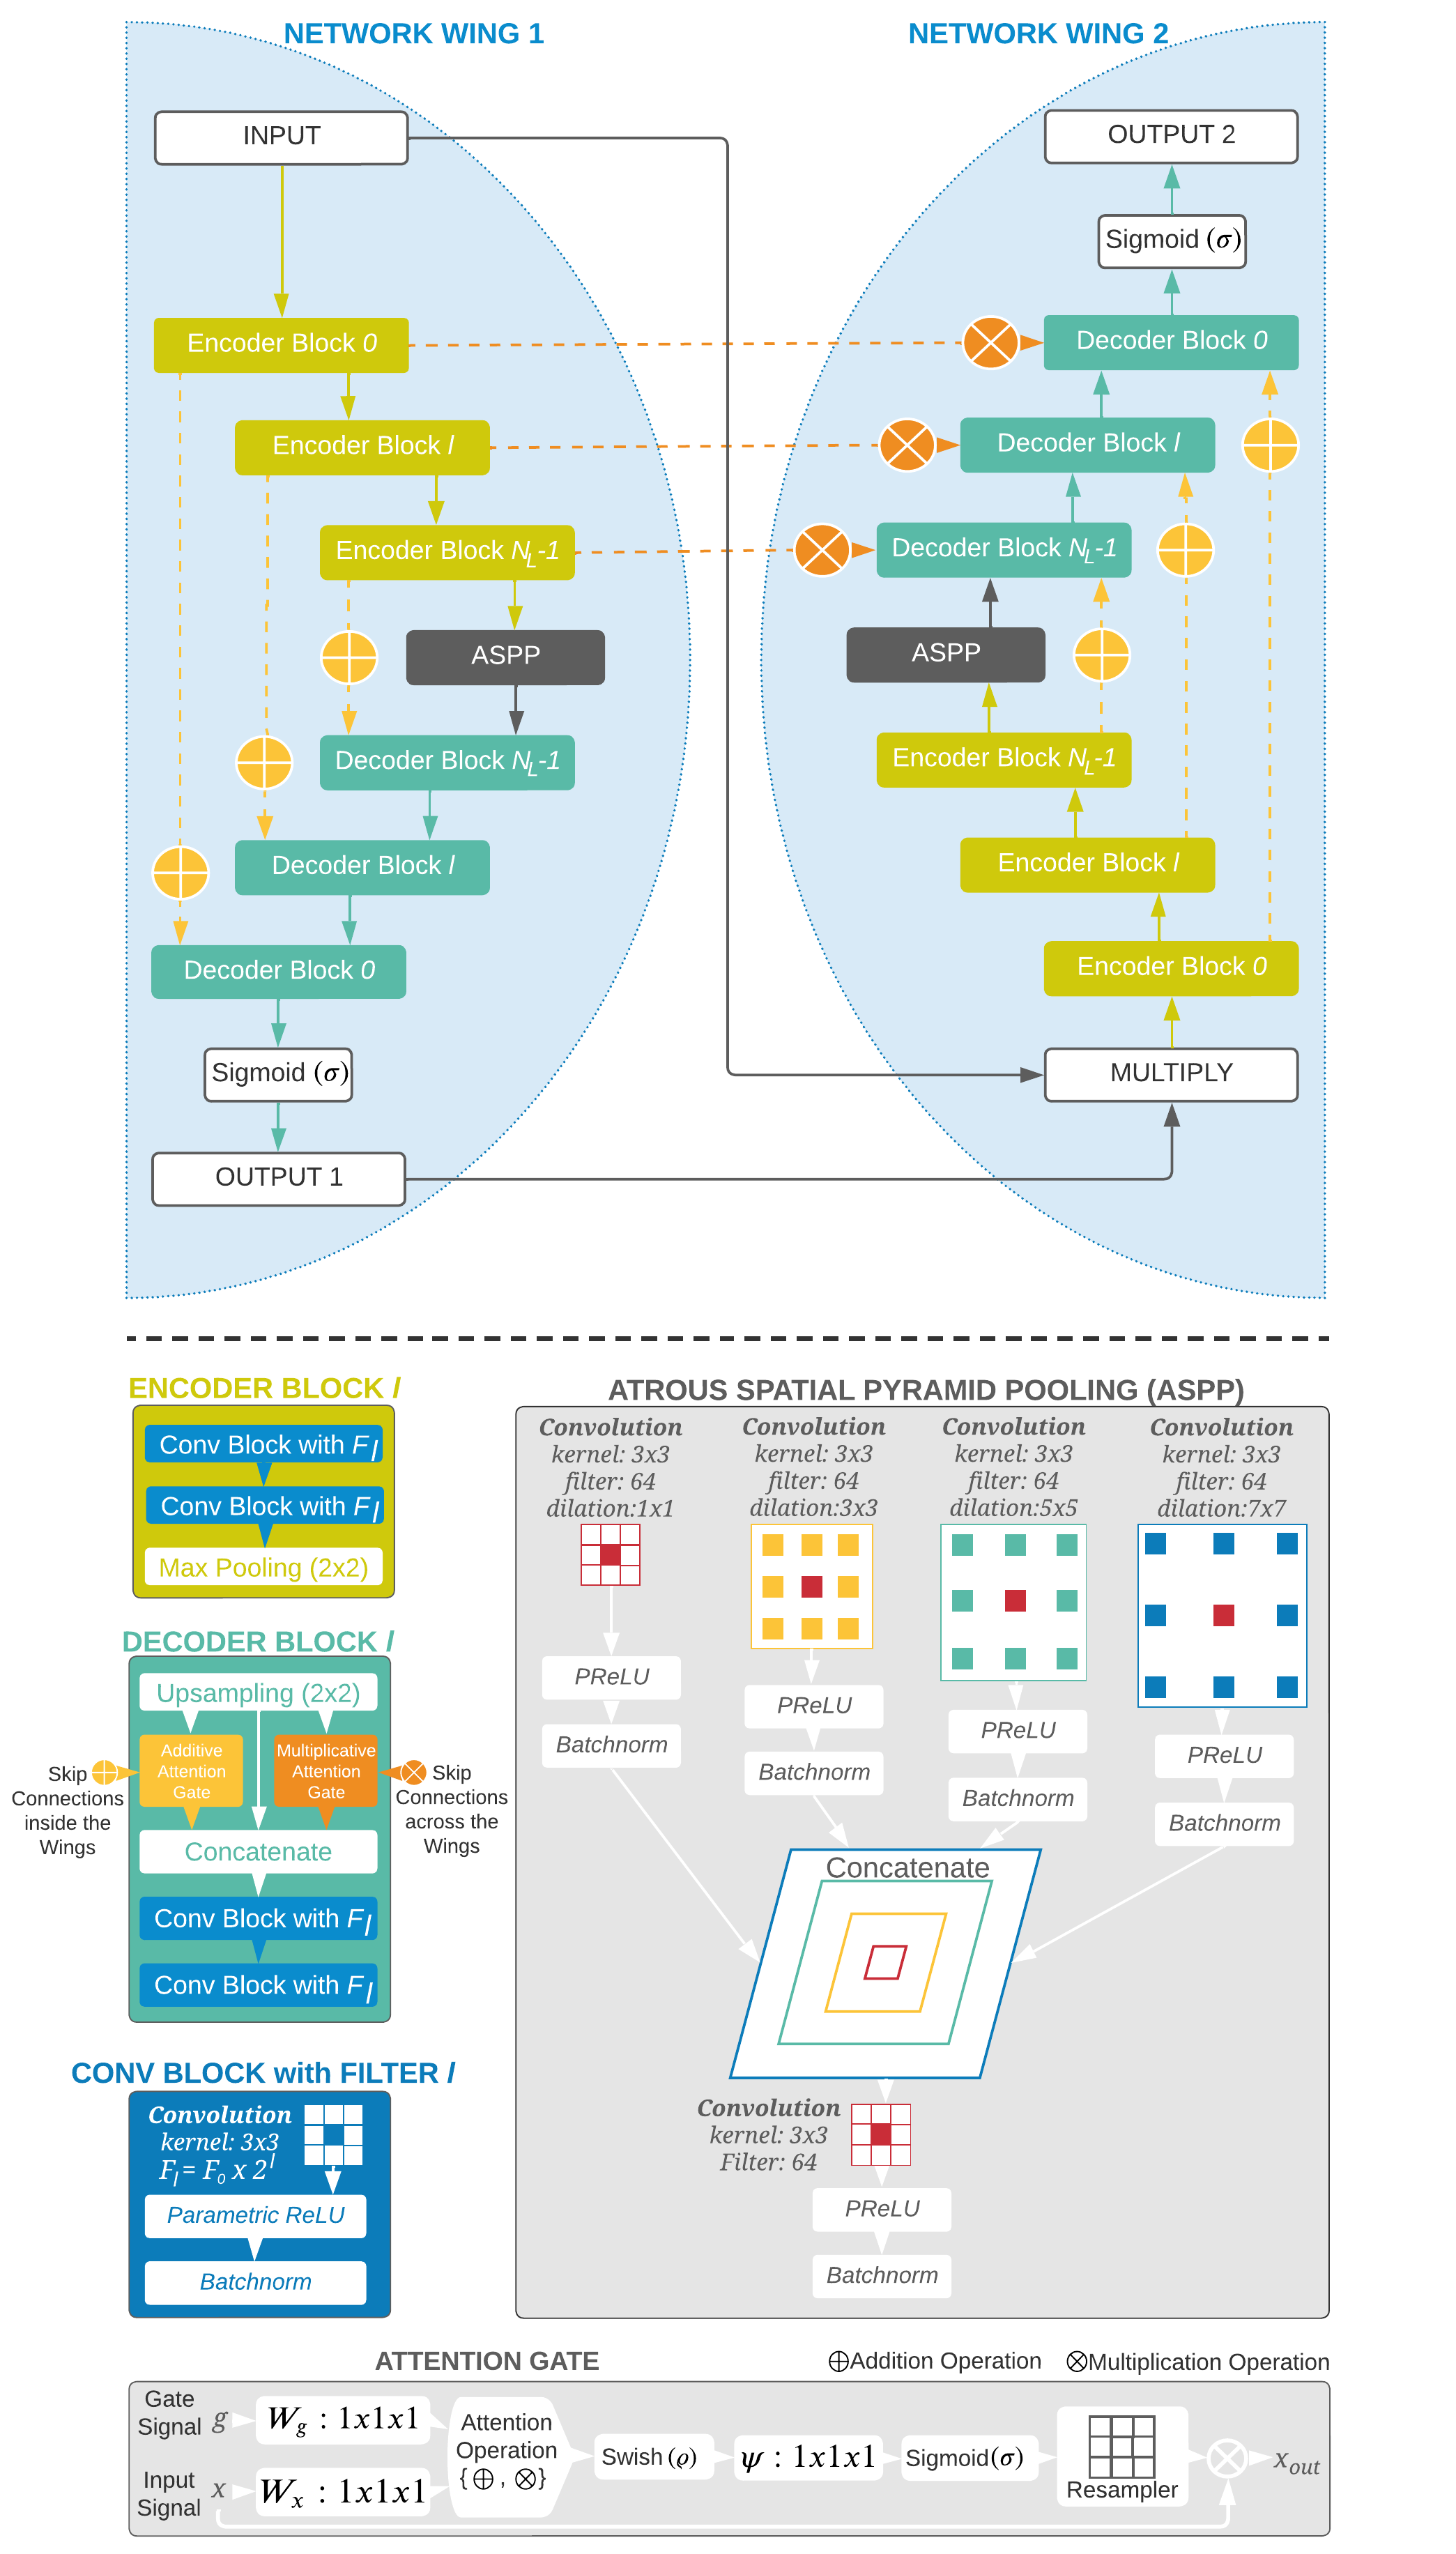 NETWORK WING 1
NETWORK WING 2
INPUT
OUTPUT 2
Sigmoid (σ)
Encoder Block 0
Decoder Block 0
Encoder Block l
Decoder Block l
Encoder Block N_L-1
Decoder Block N_L-1
ASPP
ASPP
Decoder Block N_L-1
Encoder Block N_L-1
Decoder Block l
Encoder Block l
Decoder Block 0
Encoder Block 0
Sigmoid (σ)
MULTIPLY
OUTPUT 1
ENCODER BLOCK l
Conv Block with F_l
Conv Block with F_l
Max Pooling (2x2)
DECODER BLOCK l
Upsampling (2x2)
Additive
Attention
Gate
Multiplicative
Attention
Gate
Skip
Connections
inside the
Wings
Skip
Connections
across the
Wings
Concatenate
Conv Block with F_l
Conv Block with F_l
CONV BLOCK with FILTER l
Convolution
kernel: 3x3
F_l = F_0 x 2^l
Parametric ReLU
Batchnorm
ATROUS SPATIAL PYRAMID POOLING (ASPP)
Convolution
kernel: 3x3
filter: 64
dilation:1x1
PReLU
Batchnorm
Convolution
kernel: 3x3
filter: 64
dilation:3x3
PReLU
Batchnorm
Convolution
kernel: 3x3
filter: 64
dilation:5x5
PReLU
Batchnorm
Convolution
kernel: 3x3
filter: 64
dilation:7x7
PReLU
Batchnorm
Concatenate
Convolution
kernel: 3x3
Filter: 64
PReLU
Batchnorm
ATTENTION GATE
⊕Addition Operation
⊗Multiplication Operation
Gate
Signal g
W_g : 1x1x1
Input
Signal x
W_x : 1x1x1
Attention
Operation
{ ⊕ , ⊗}
Swish (ϱ)
ψ : 1x1x1
Sigmoid(σ)
Resampler
x_out